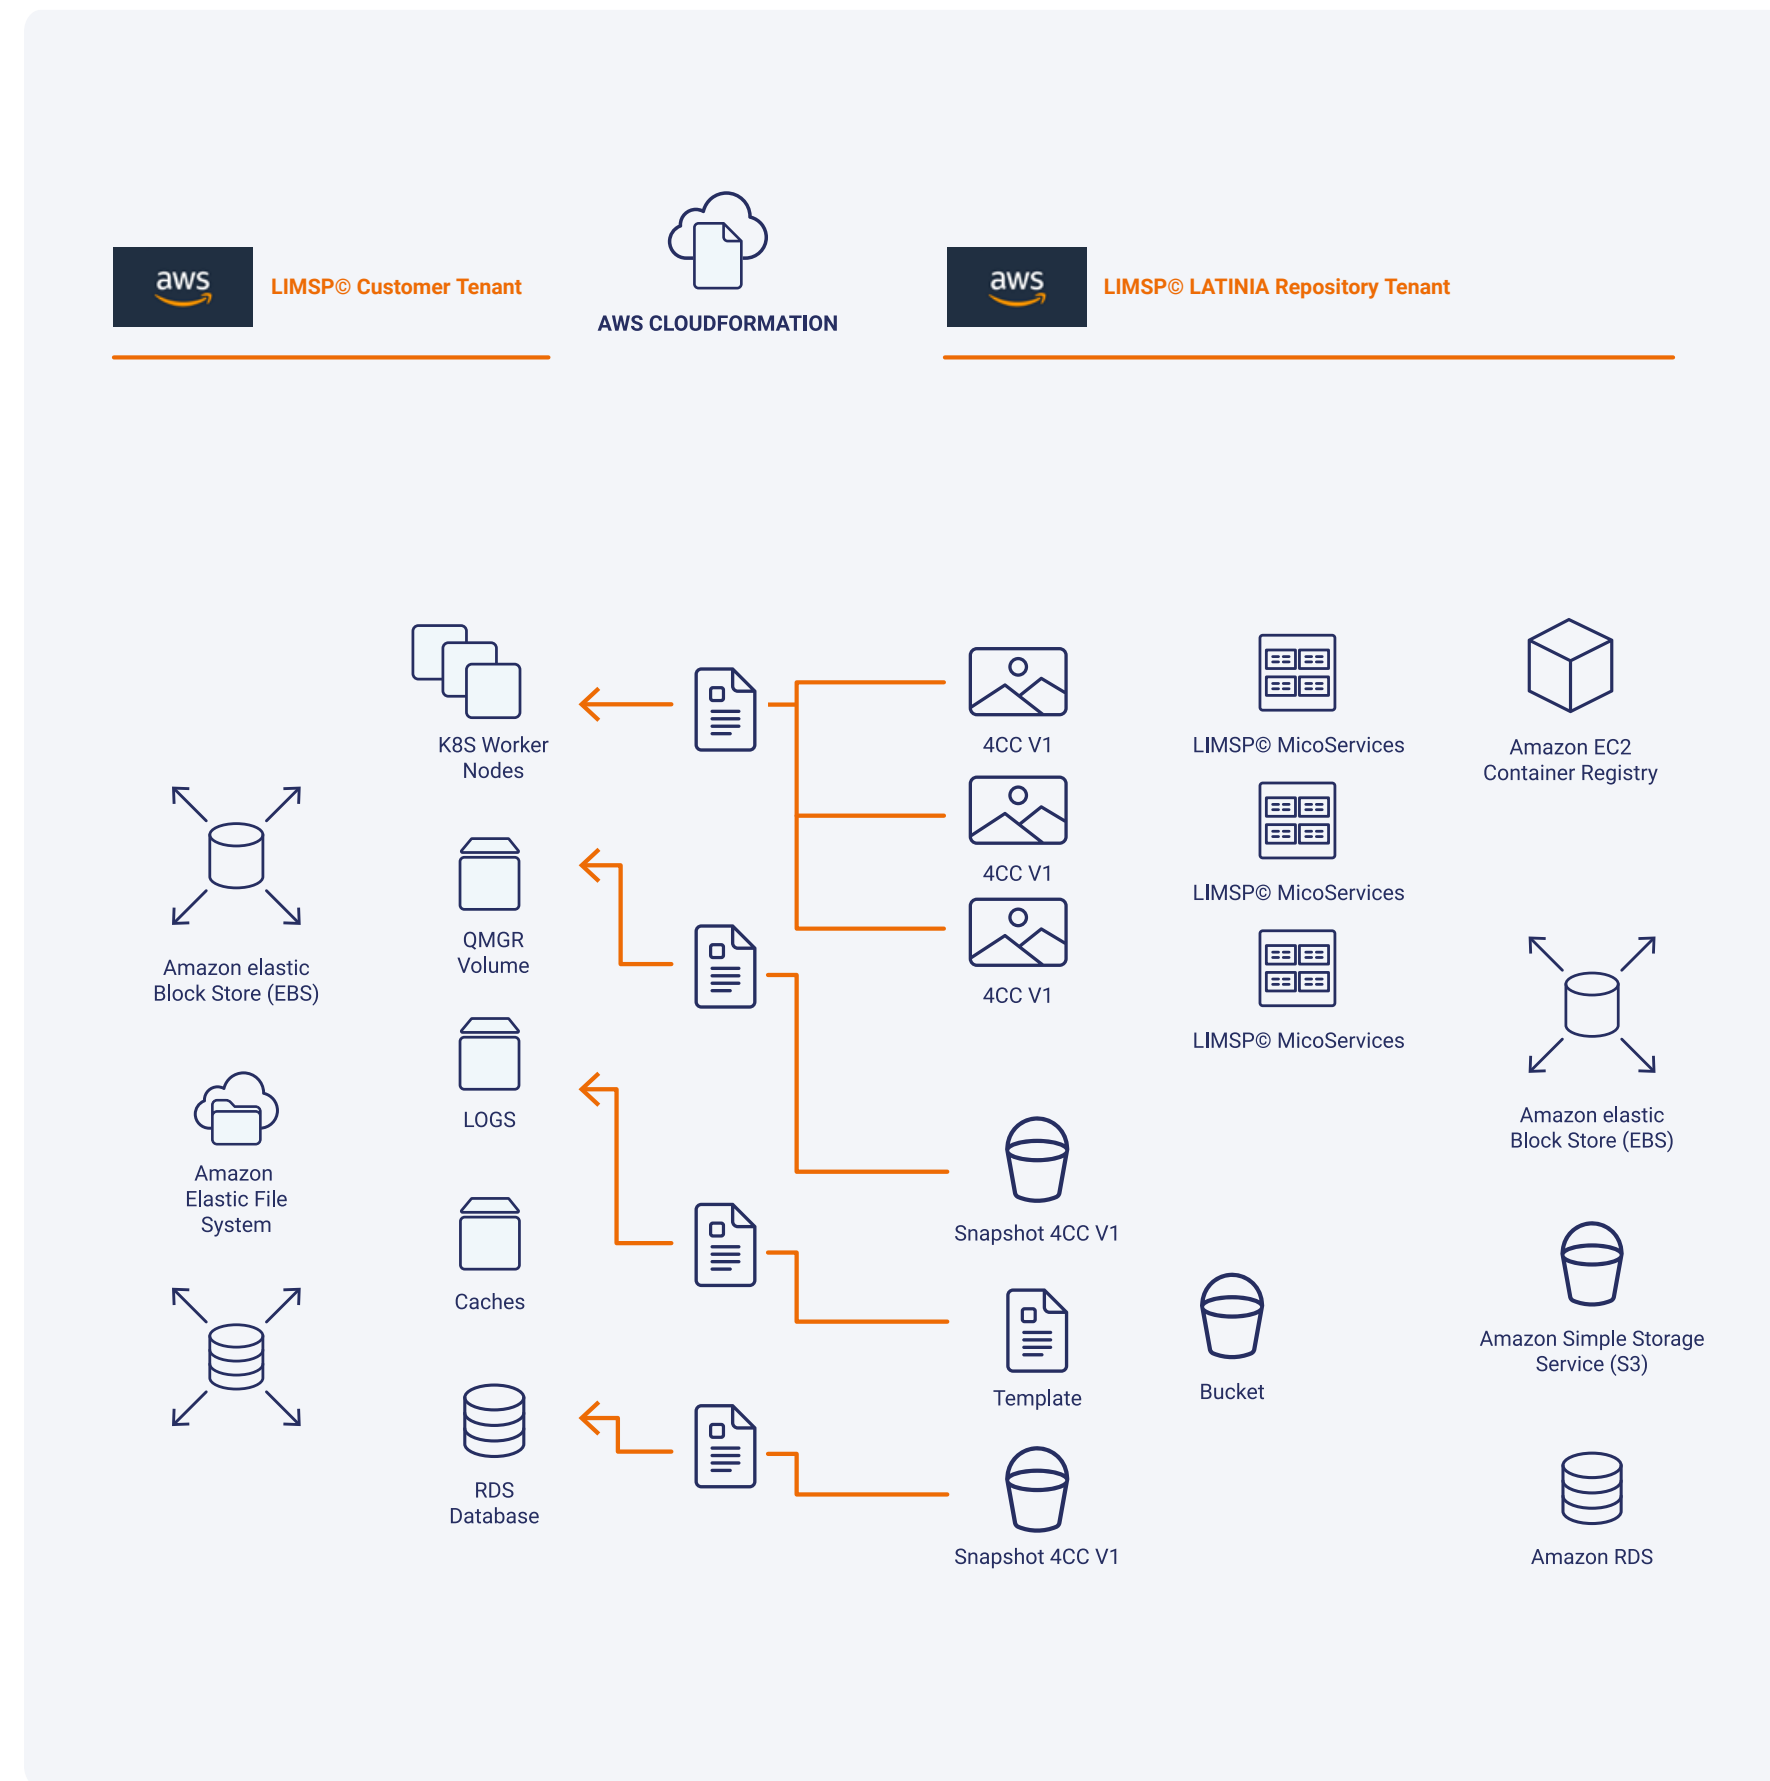 aws
LIMSP© Customer Tenant
AWS CLOUDFORMATION
aws
LIMSP© LATINIA Repository Tenant
K8S Worker
Nodes
4CC V1
LIMSP© MicoServices
Amazon EC2
Container Registry
4CC V1
LIMSP© MicoServices
QMGR
Volume
Amazon elastic
Block Store (EBS)
4CC V1
LIMSP© MicoServices
LOGS
Amazon elastic
Block Store (EBS)
Amazon
Elastic File
System
Snapshot 4CC V1
Caches
Template
Bucket
Amazon Simple Storage
Service (S3)
RDS
Database
Snapshot 4CC V1
Amazon RDS